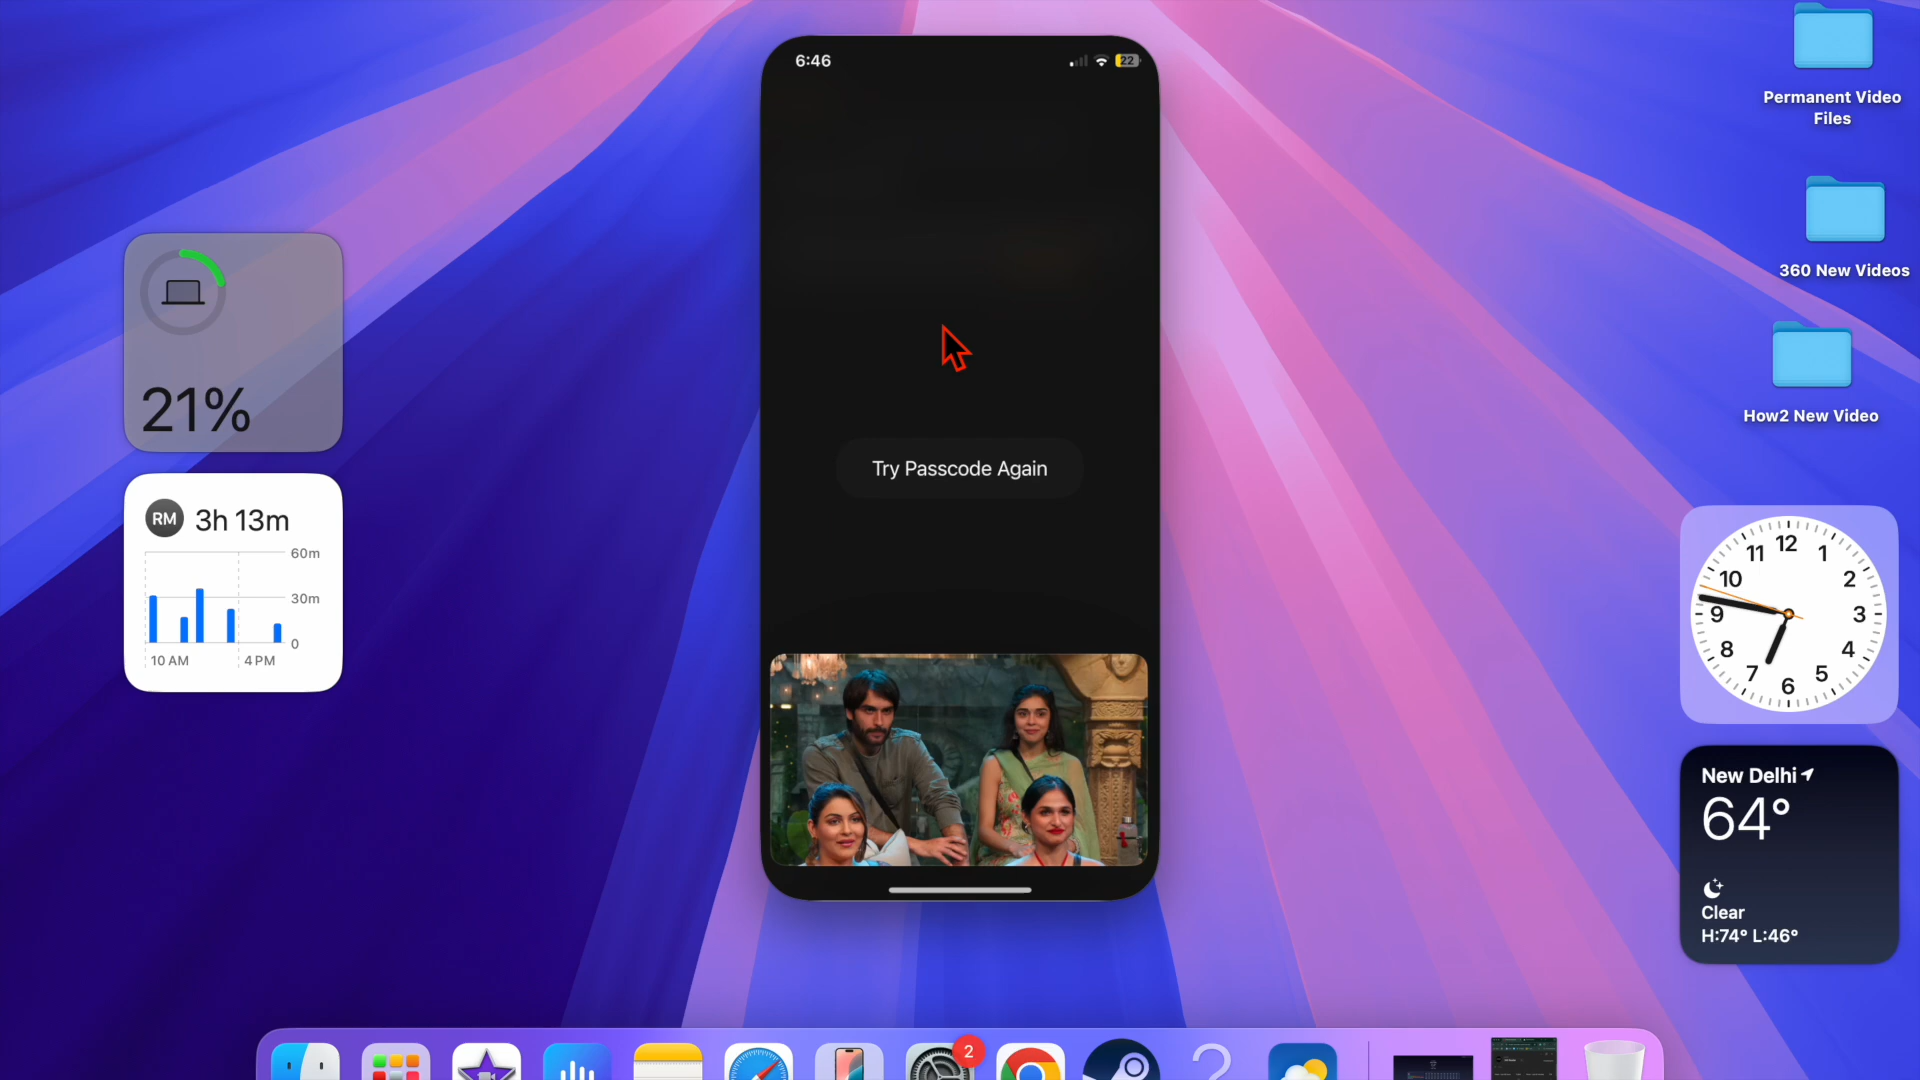 6:46
22
Permanent Video
Files
360 New Videos
How2 New Video
21%
RM 3h 13m
60m
30m
0
10 AM 4 PM
Try Passcode Again
12
1
2
3
4
5
6
7
8
9
10
11
New Delhi
64°
Clear
H:74° L:46°
2